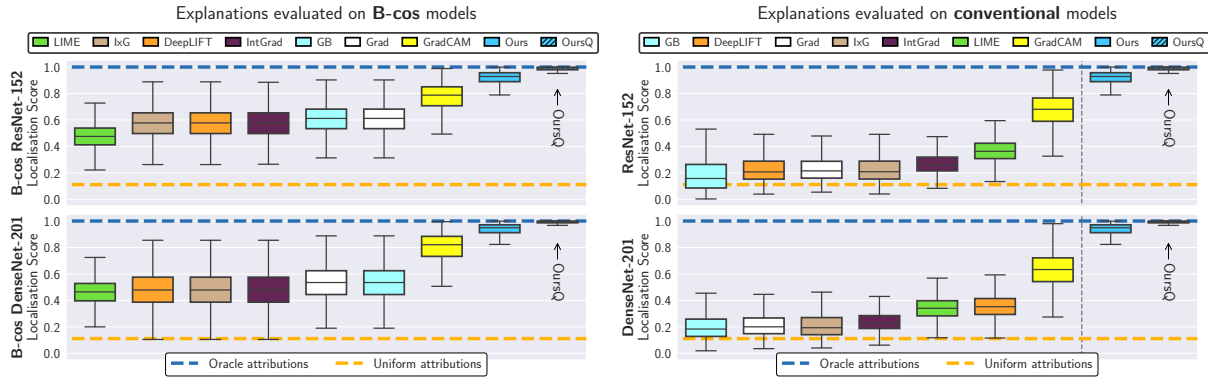 Explanations evaluated on B-cos models
LIME IxG DeepLIFT IntGrad GB Grad GradCAM Ours OursQ
B-cos ResNet-152
Localisation Score
1.0
0.8
0.6
0.4
0.2
0.0
OursQ
B-cos DenseNet-201
Localisation Score
1.0
0.8
0.6
0.4
0.2
0.0
OursQ
Oracle attributions Uniform attributions
Explanations evaluated on conventional models
GB DeepLIFT Grad IxG IntGrad LIME GradCAM Ours OursQ
ResNet-152
Localisation Score
1.0
0.8
0.6
0.4
0.2
0.0
OursQ
DenseNet-201
Localisation Score
1.0
0.8
0.6
0.4
0.2
0.0
OursQ
Oracle attributions Uniform attributions